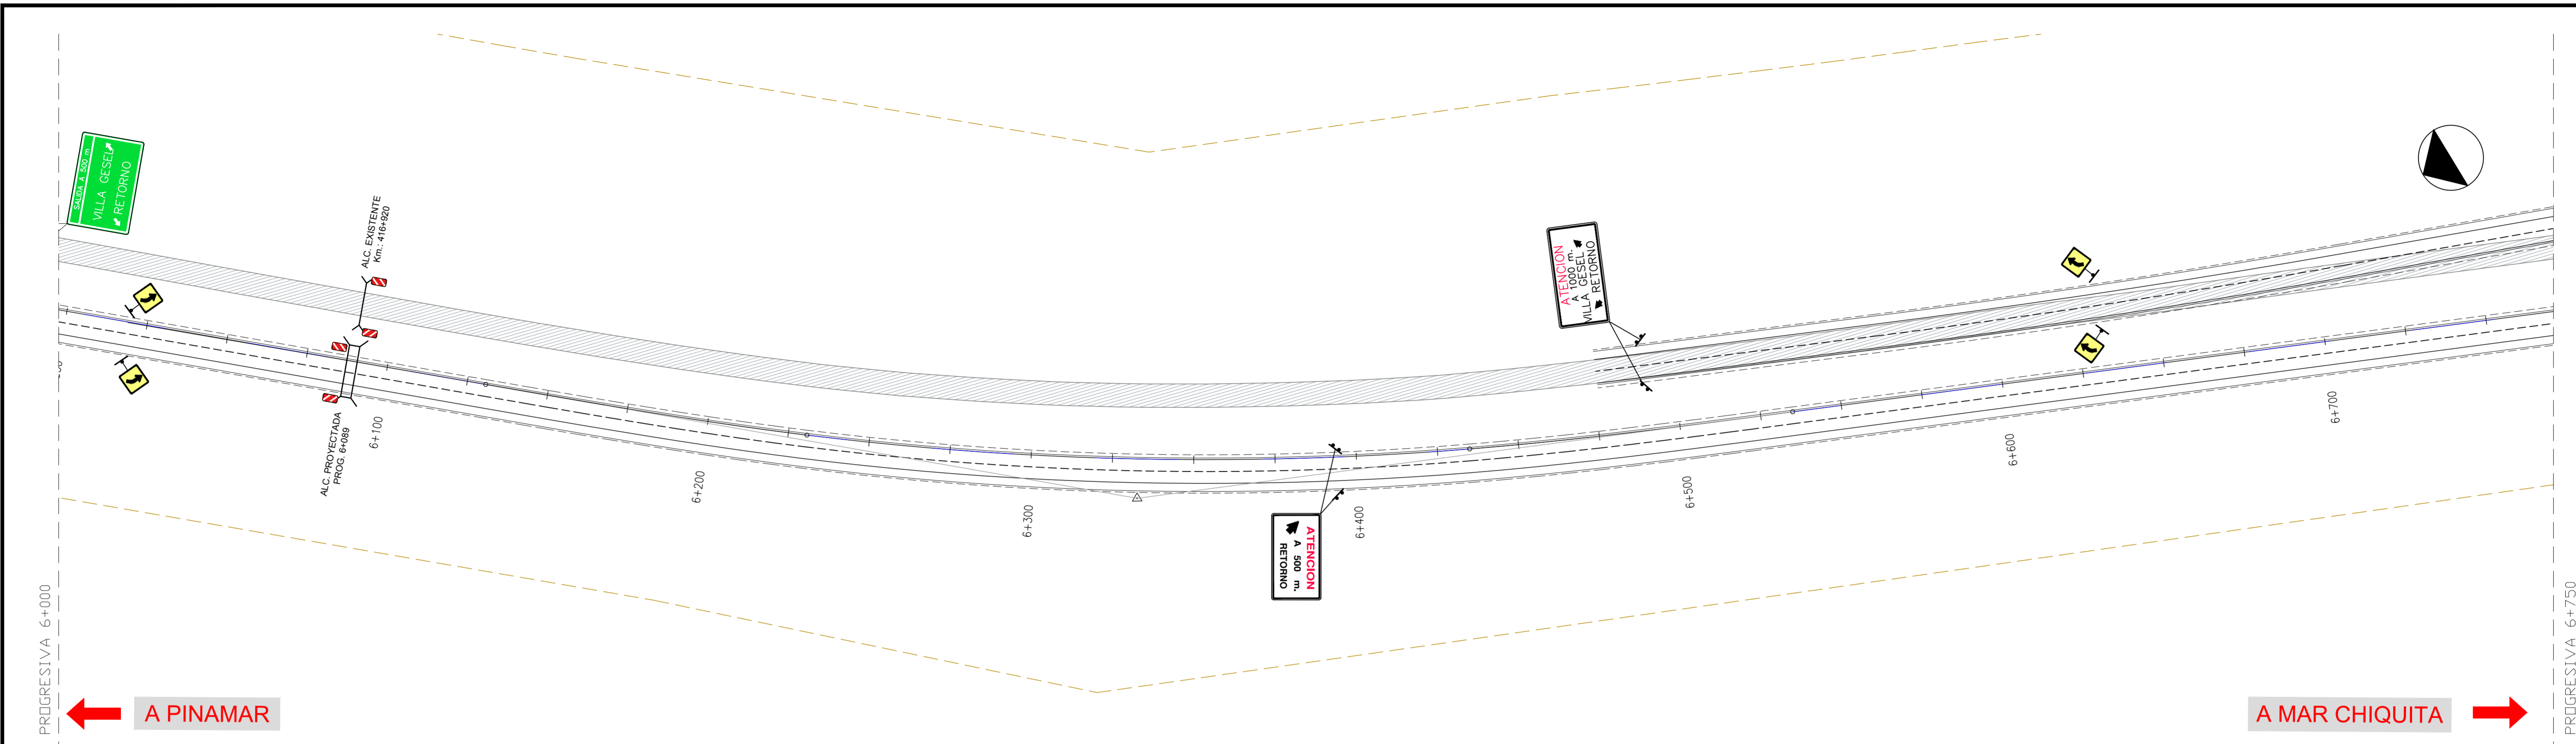 SALIDA A 500 m
VILLA GESEL
RETORNO
ALC. EXISTENTE
Km.: 416+920
ALC. PROYECTADA
PROG. 6+089
6+100
6+200
6+300
6+400
6+500
6+600
6+700
ATENCION
A 1000 m.
VILLA GESEL
RETORNO
ATENCION
A 500 m.
RETORNO
PROGRESIVA 6+000
PROGRESIVA 6+750
A PINAMAR
A MAR CHIQUITA